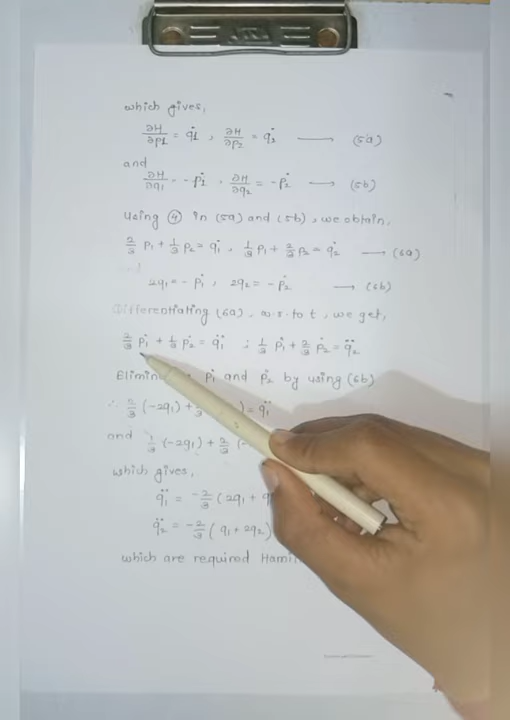 which gives,
∂H/∂p1 = q̇1 , ∂H/∂p₂ = q̇₂ —— (5a)
and
∂H/∂q₁ = -ṗ1 , ∂H/∂q₂ = -ṗ₂ —— (5b)
using ④ in (5a) and (5b), we obtain,
2/3 p₁ + 1/3 p₂ = q̇₁ , 1/3 p₁ + 2/3 p₂ = q̇₂ —— (6a)
2q₁ = -ṗ₁ , 2q₂ = -ṗ₂ —— (6b)
Differentiating (6a), w.r. to t, we get,
2/3 ṗ₁ + 1/3 ṗ₂ = q̈₁ ; 1/3 ṗ₁ + 2/3 ṗ₂ = q̈₂
ṗ₁ and ṗ₂ by using (6b)
∴ 2/3 (-2q₁) + ) = q̈₁
and 1/3 (-2q₁) + 2/3 (-
which gives,
q̈₁ = -2/3 ( 2q₁ +
q̈₂ = -2/3 ( q₁ + 2q₂)
which are required